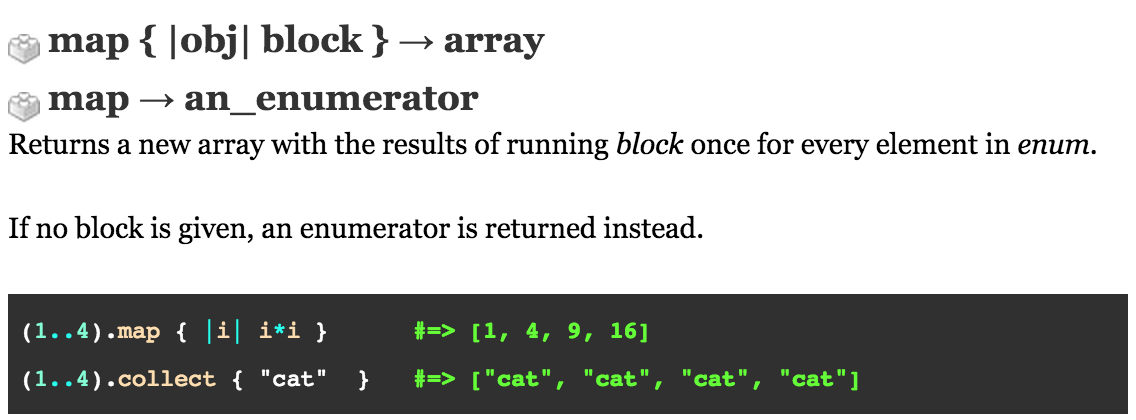 map { |obj| block } → array
map → an_enumerator
Returns a new array with the results of running block once for every element in enum.
If no block is given, an enumerator is returned instead.
(1..4).map { |i| i*i }      #=> [1, 4, 9, 16]
(1..4).collect { "cat"  }   #=> ["cat", "cat", "cat", "cat"]